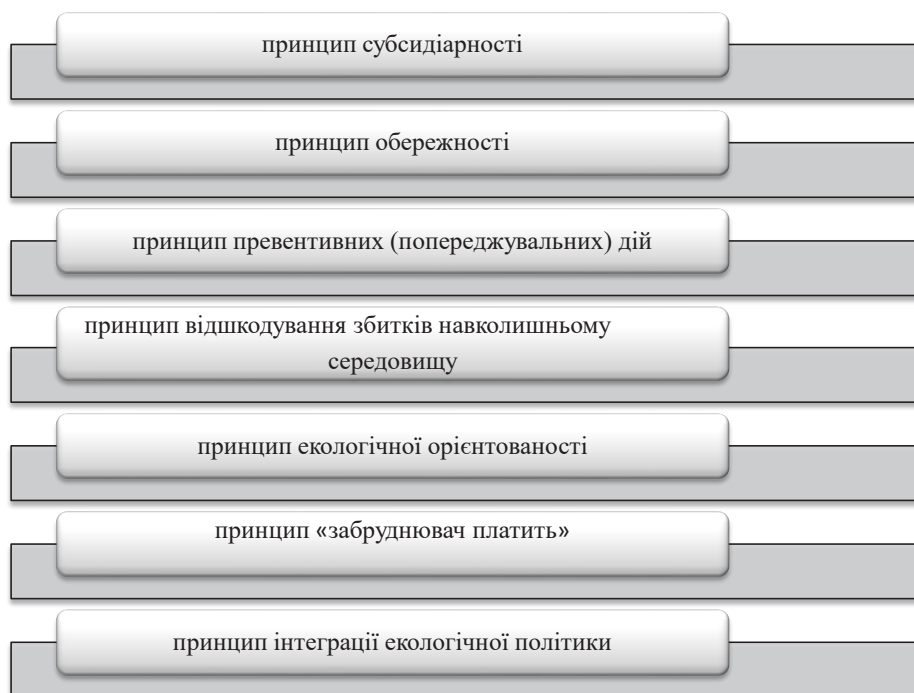 принцип субсидіарності
принцип обережності
принцип превентивних (попереджувальних) дій
принцип відшкодування збитків навколишньому
середовищу
принцип екологічної орієнтованості
принцип «забруднювач платить»
принцип інтеграції екологічної політики